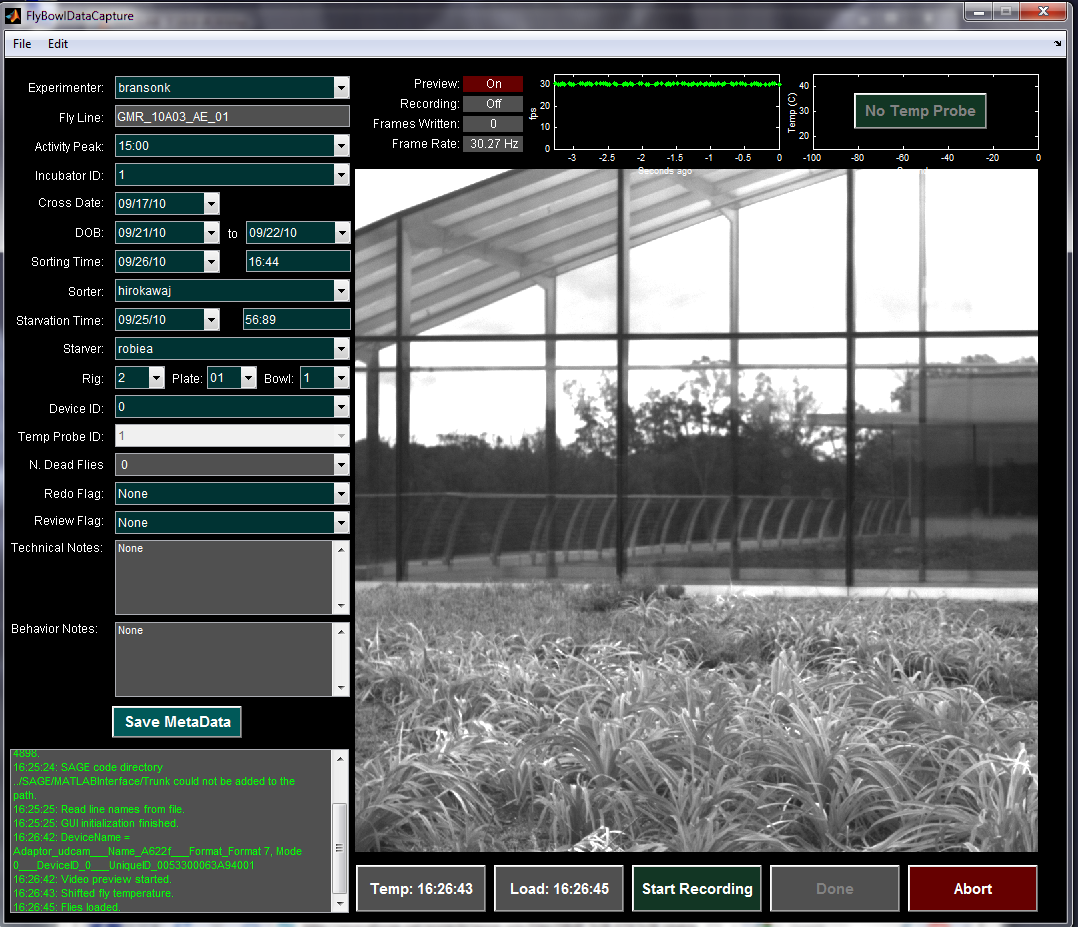 FlyBowlDataCapture
File Edit
Experimenter: bransonk
Fly Line: GMR_10A03_AE_01
Activity Peak: 15:00
Incubator ID: 1
Cross Date: 09/17/10
DOB: 09/21/10 to 09/22/10
Sorting Time: 09/26/10 16:44
Sorter: hirokawaj
Starvation Time: 09/25/10 56:89
Starver: robiea
Rig: 2 Plate: 01 Bowl: 1
Device ID: 0
Temp Probe ID: 1
N. Dead Flies 0
Redo Flag: None
Review Flag: None
Technical Notes: None
Behavior Notes: None
Save MetaData
4898.
16:25:24: SAGE code directory
../SAGE/MATLABInterface/Trunk could not be added to the
path.
16:25:25: Read line names from file.
16:25:25: GUI initialization finished.
16:26:42: DeviceName =
Adaptor_udcam___Name_A622f___Format_Format 7, Mode
0___DeviceID_0___UniqueID_0053300063A94001
16:26:42: Video preview started.
16:26:43: Shifted fly temperature.
16:26:45: Flies loaded.
Preview: On
Recording: Off
Frames Written: 0
Frame Rate: 30.27 Hz
fps
30
20
10
0
-3 -2.5 -2 -1.5 -1 -0.5 0
Seconds ago
Temp (C)
40
30
20
No Temp Probe
-100 -80 -60 -40 -20 0
Temp: 16:26:43 Load: 16:26:45 Start Recording Done Abort